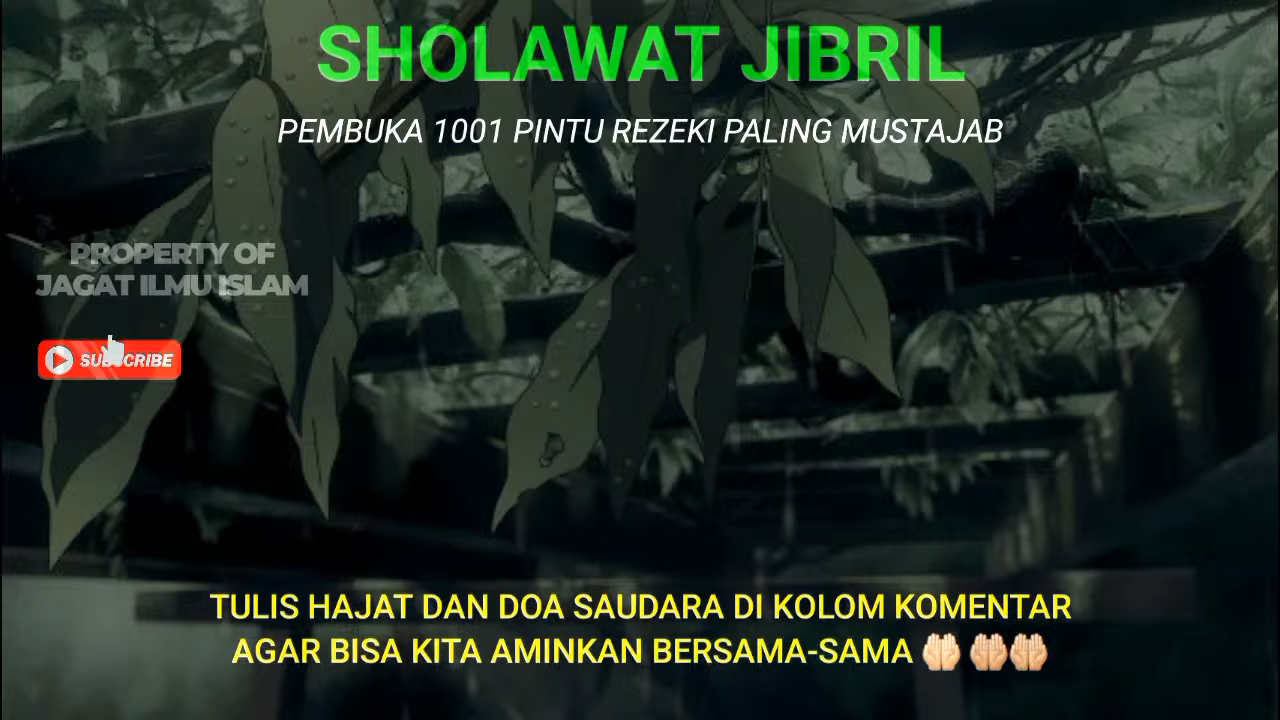 SHOLAWAT JIBRIL
PEMBUKA 1001 PINTU REZEKI PALING MUSTAJAB
PROPERTY OF
JAGAT ILMU ISLAM
SUBSCRIBE
TULIS HAJAT DAN DOA SAUDARA DI KOLOM KOMENTAR
AGAR BISA KITA AMINKAN BERSAMA-SAMA 🤲🏻🤲🏻🤲🏻